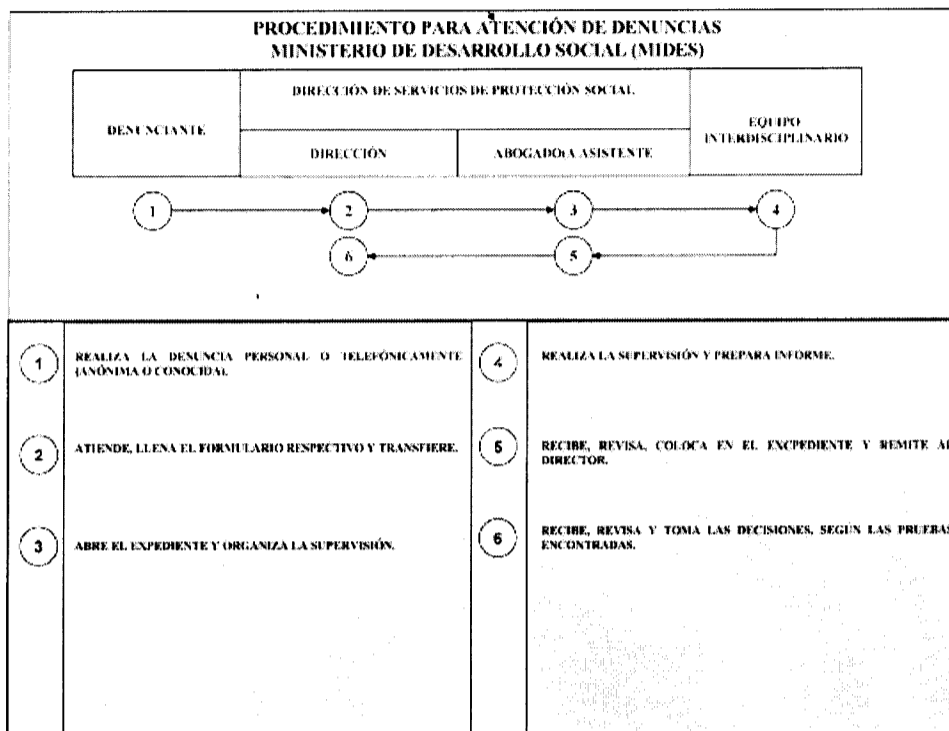 PROCEDIMIENTO PARA ATENCIÓN DE DENUNCIAS
MINISTERIO DE DESARROLLO SOCIAL (MIDES)
DENUNCIANTE
DIRECCIÓN DE SERVICIOS DE PROTECCIÓN SOCIAL
DIRECCIÓN
ABOGADO(A ASISTENTE
EQUIPO
INTERDISCIPLINARIO
1
2
3
4
6
5
1
REALIZA LA DENUNCIA PERSONAL O TELEFÓNICAMENTE
(ANÓNIMA O CONOCIDA).
2
ATIENDE, LLENA EL FORMULARIO RESPECTIVO Y TRANSFIERE.
3
ABRE EL EXPEDIENTE Y ORGANIZA LA SUPERVISIÓN.
4
REALIZA LA SUPERVISIÓN Y PREPARA INFORME.
5
RECIBE, REVISA, COLOCA EN EL EXCPEDIENTE Y REMITE AL
DIRECTOR.
6
RECIBE, REVISA Y TOMA LAS DECISIONES, SEGÚN LAS PRUEBAS
ENCONTRADAS.